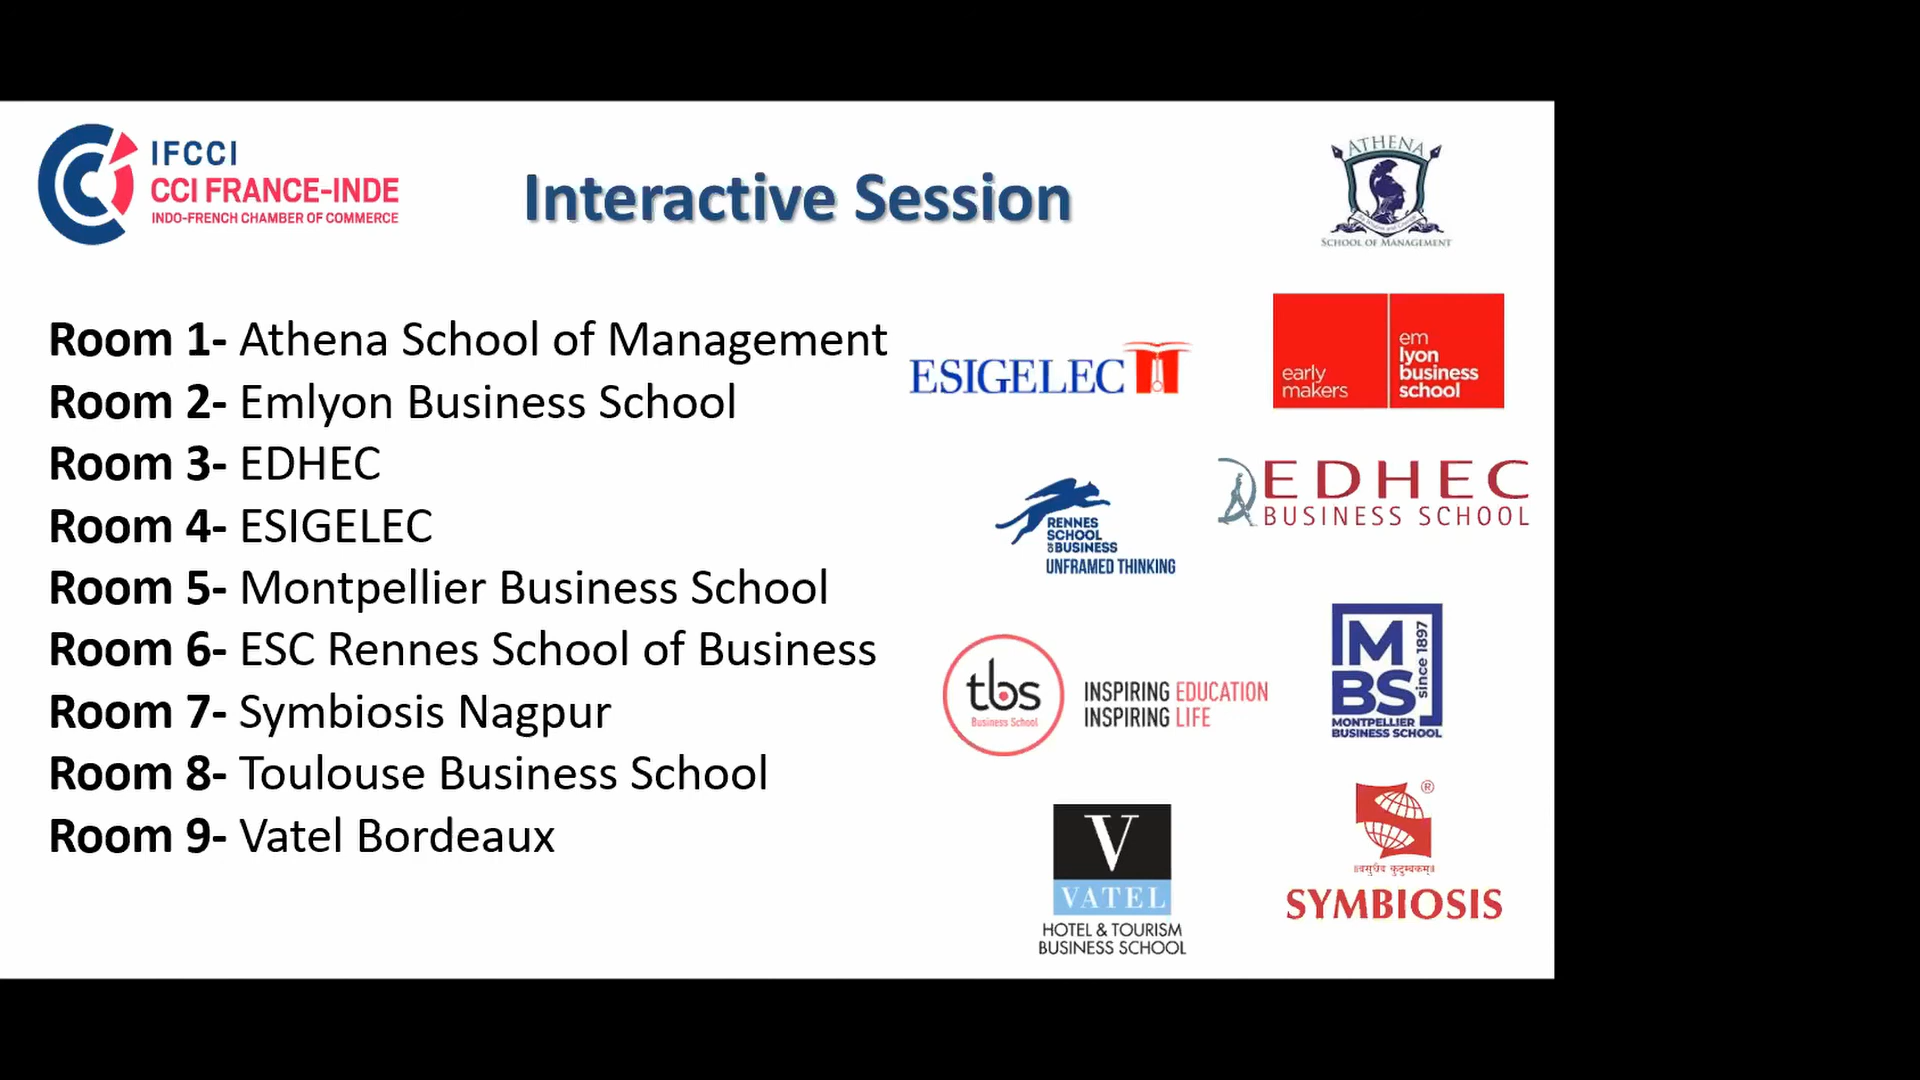 IFCCI
CCI FRANCE-INDE
INDO-FRENCH CHAMBER OF COMMERCE
Interactive Session
ATHENA
SCHOOL OF MANAGEMENT
Room 1- Athena School of Management
Room 2- Emlyon Business School
Room 3- EDHEC
Room 4- ESIGELEC
Room 5- Montpellier Business School
Room 6- ESC Rennes School of Business
Room 7- Symbiosis Nagpur
Room 8- Toulouse Business School
Room 9- Vatel Bordeaux
ESIGELEC
early
makers
em
lyon
business
school
RENNES
SCHOOL
OF BUSINESS
UNFRAMED THINKING
EDHEC
BUSINESS SCHOOL
tbs
Business School
INSPIRING EDUCATION
INSPIRING LIFE
M
BS
since 1897
MONTPELLIER
BUSINESS SCHOOL
V
VATEL
HOTEL & TOURISM
BUSINESS SCHOOL
®
॥वसुधैव कुटुम्बकम्॥
SYMBIOSIS